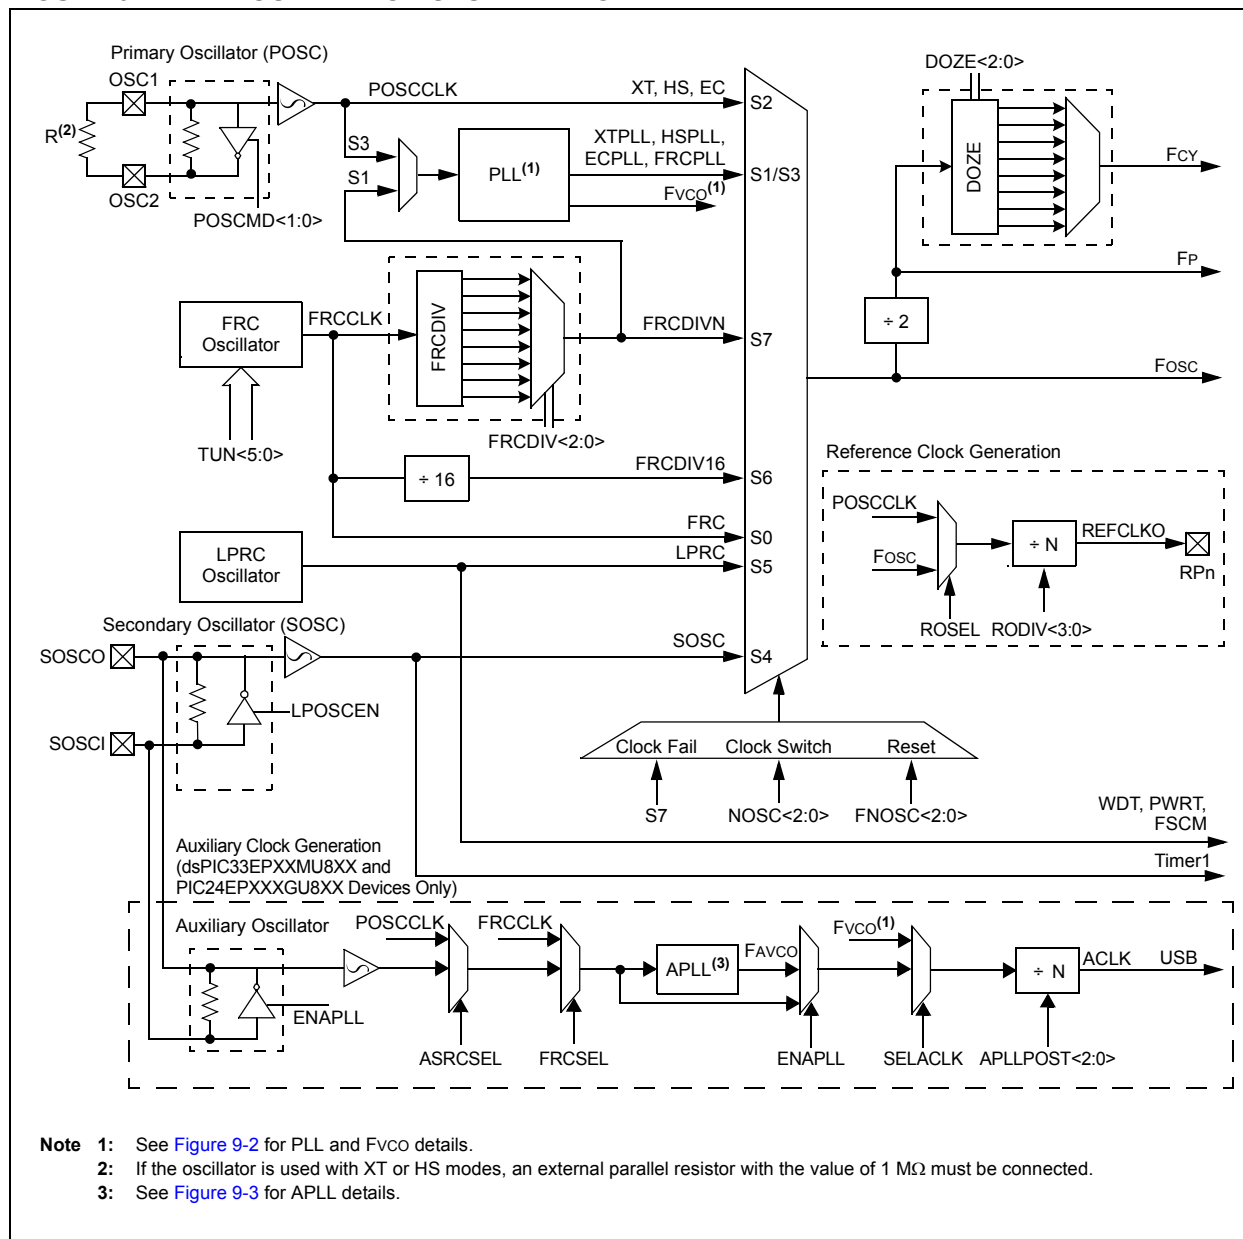 Primary Oscillator (POSC)
OSC1
R(2)
OSC2
POSCMD<1:0>
POSCCLK
S3
S1
PLL(1)
XT, HS, EC
XTPLL, HSPLL,
ECPLL, FRCPLL
FVCO(1)
S2
S1/S3
DOZE<2:0>
DOZE
FCY
FP
÷ 2
FOSC
FRC
Oscillator
TUN<5:0>
FRCCLK
FRCDIV
FRCDIV<2:0>
FRCDIVN
S7
÷ 16
FRCDIV16
S6
FRC
S0
LPRC
Oscillator
LPRC
S5
Reference Clock Generation
POSCCLK
FOSC
÷ N
REFCLKO
RPn
ROSEL
RODIV<3:0>
Secondary Oscillator (SOSC)
SOSCO
SOSCI
LPOSCEN
SOSC
S4
Clock Fail
Clock Switch
Reset
S7
NOSC<2:0>
FNOSC<2:0>
WDT, PWRT,
FSCM
Timer1
Auxiliary Clock Generation
(dsPIC33EPXXMU8XX and
PIC24EPXXXGU8XX Devices Only)
Auxiliary Oscillator
ENAPLL
POSCCLK
ASRCSEL
FRCCLK
FRCSEL
APLL(3)
FAVCO
ENAPLL
FVCO(1)
SELACLK
÷ N
APLLPOST<2:0>
ACLK
USB
Note 1: See Figure 9-2 for PLL and FVCO details.
2: If the oscillator is used with XT or HS modes, an external parallel resistor with the value of 1 MΩ must be connected.
3: See Figure 9-3 for APLL details.